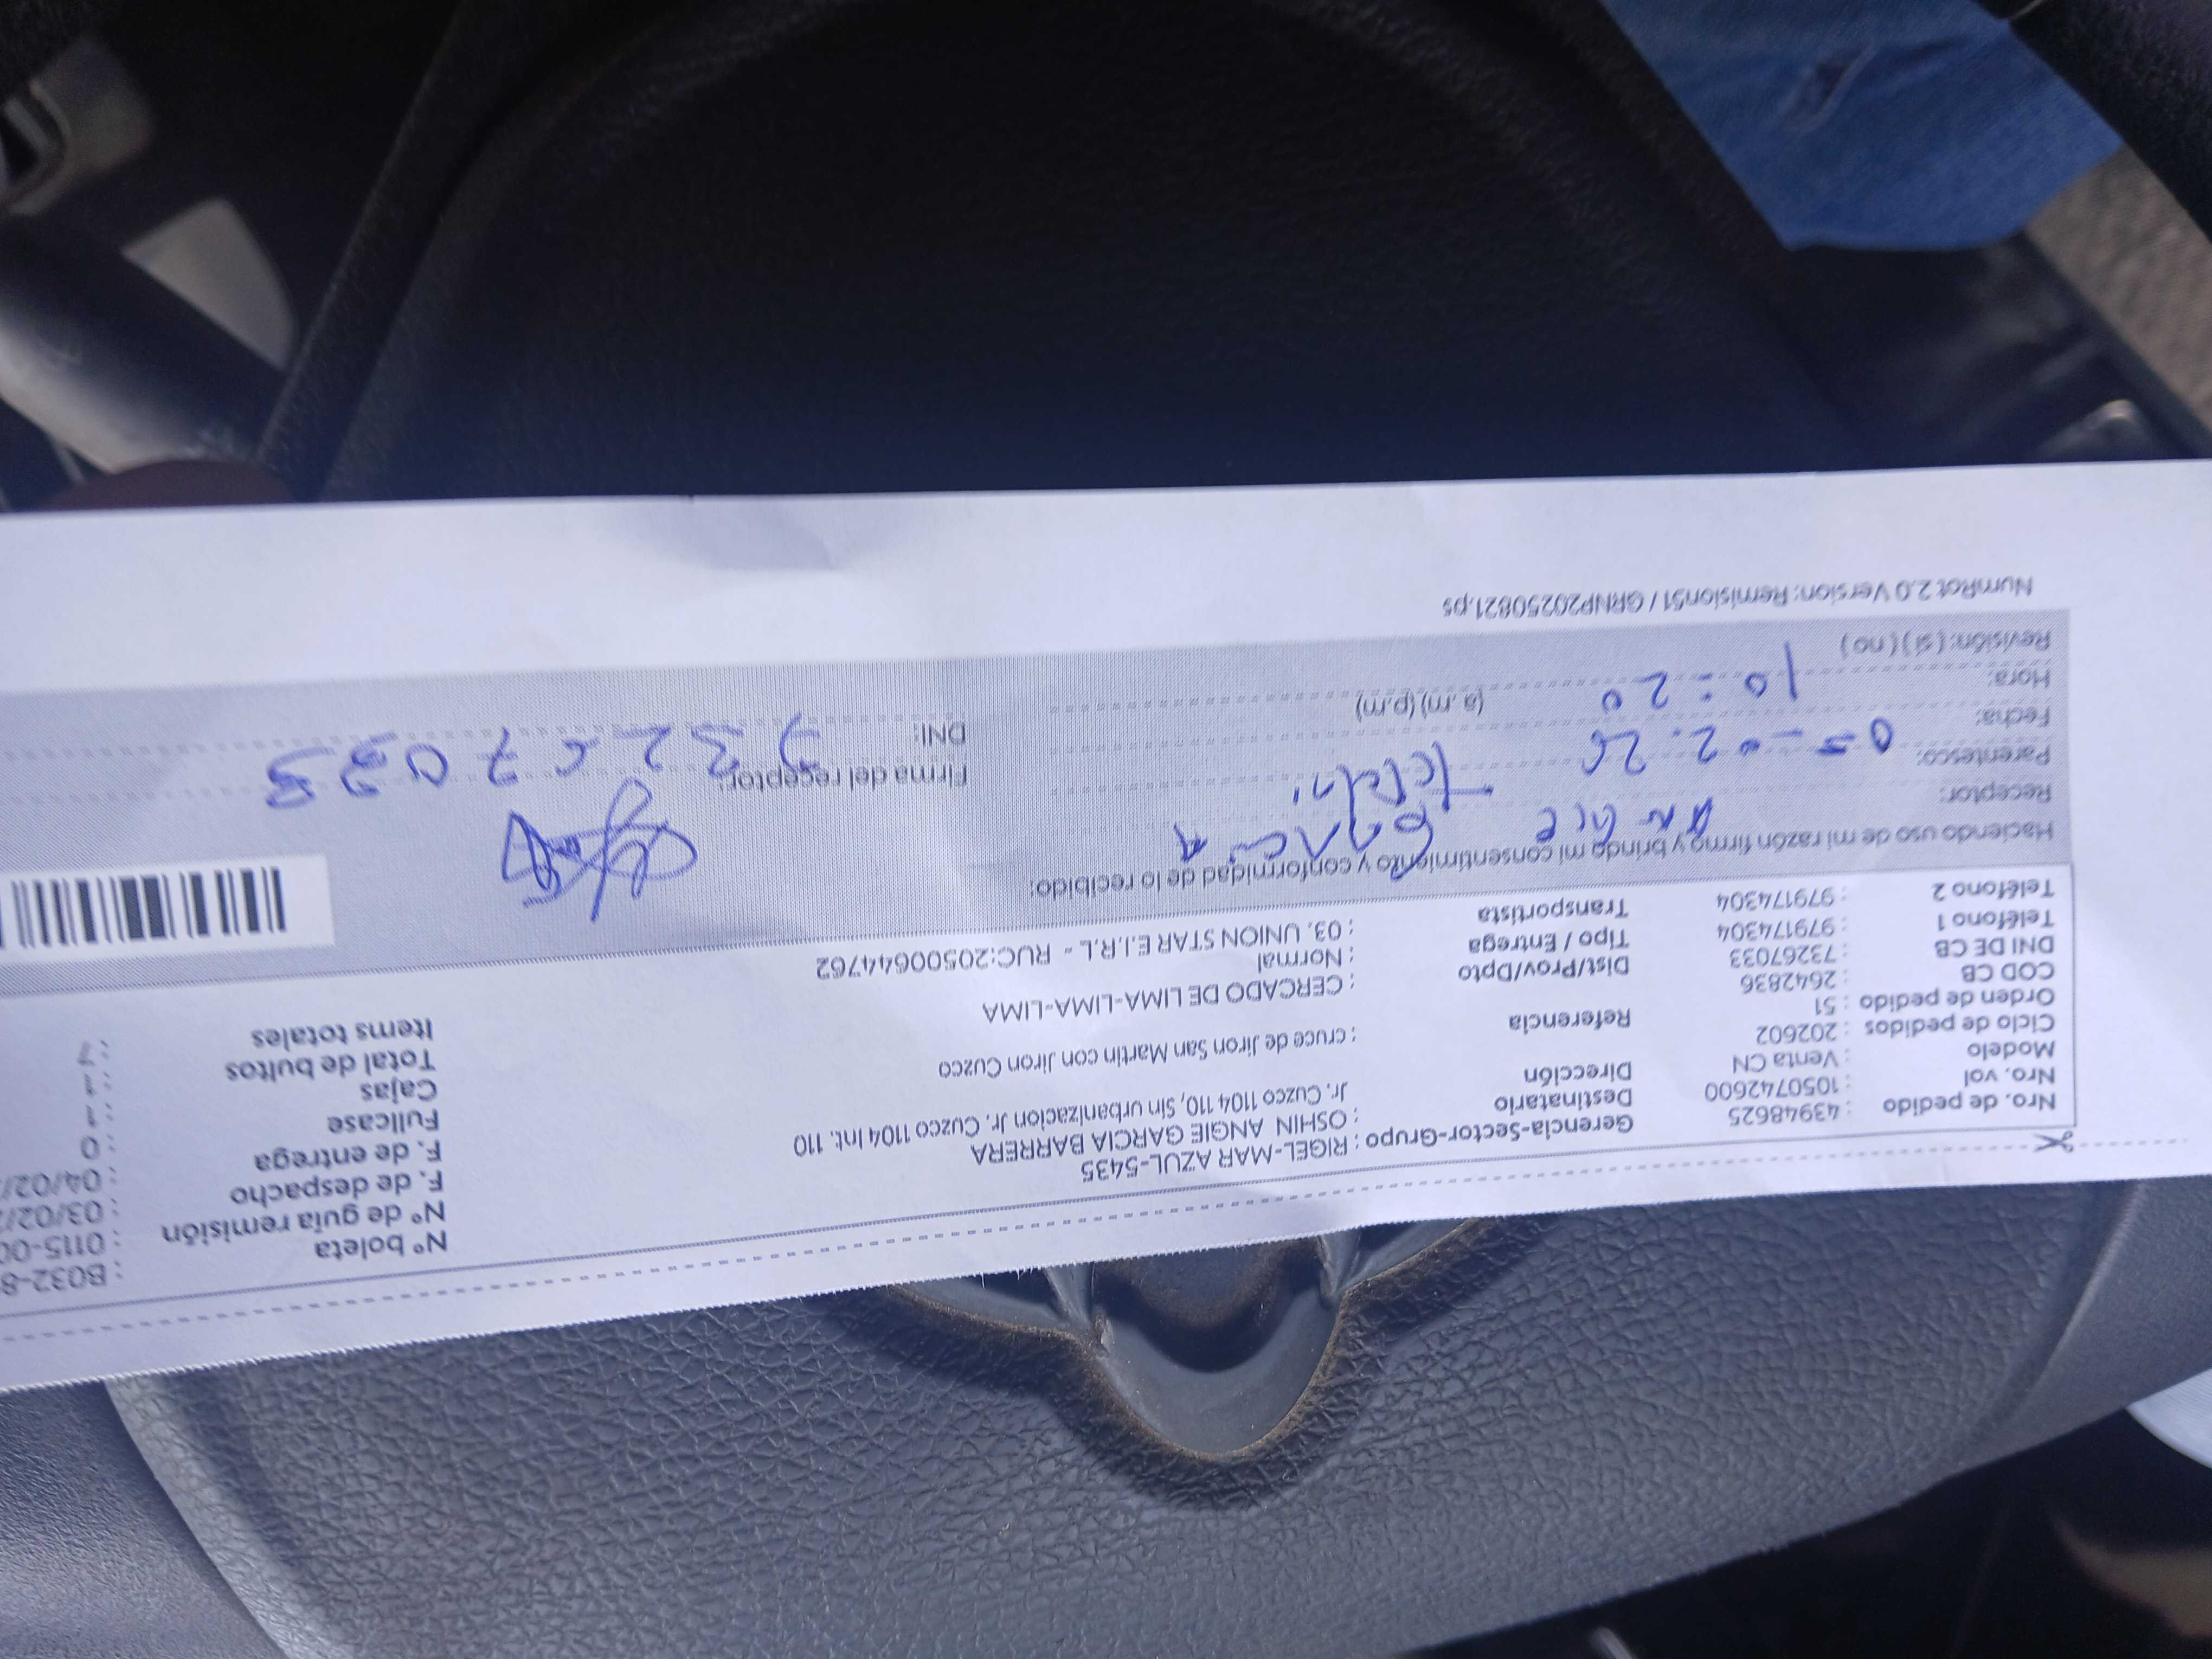 Nro. de pedido : 43948625
Nro. vol : 1050742600
Modelo : Venta CN
Ciclo de pedidos : 202602
Orden de pedido : 51
COD CB : 2642836
DNI DE CB : 73267033
Teléfono 1 : 979174304
Teléfono 2 : 979174304
Gerencia-Sector-Grupo : RIGEL-MAR AZUL-5435
Destinatario : OSHIN ANGIE GARCIA BARRERA
Dirección Jr. Cuzco 1104 110, Sin urbanizacion Jr. Cuzco 1104 Int. 110
Referencia : cruce de Jiron San Martin con Jiron Cuzco
Dist/Prov/Dpto : CERCADO DE LIMA-LIMA-LIMA
Tipo / Entrega : Normal
Transportista : 03. UNION STAR E.I.R.L - RUC:20500644762
N° boleta : B032-8
N° de guía remisión : 0115-00
F. de despacho : 03/02/
F. de entrega : 04/02/
Fullcase : 0
Cajas : 1
Total de bultos : 1
Items totales : 7
Haciendo uso de mi razón firmo y brindo mi consentimiento y conformidad de lo recibido:
Receptor: Angie Garcia
Parentesco:
Fecha:
Hora: 10:20 (a.m) (p.m)
Revisión: ( si ) ( no )
Firma del receptor:
DNI: 73267033
NumRot 2.0 Version: Remision51 / GRNP20250821.ps